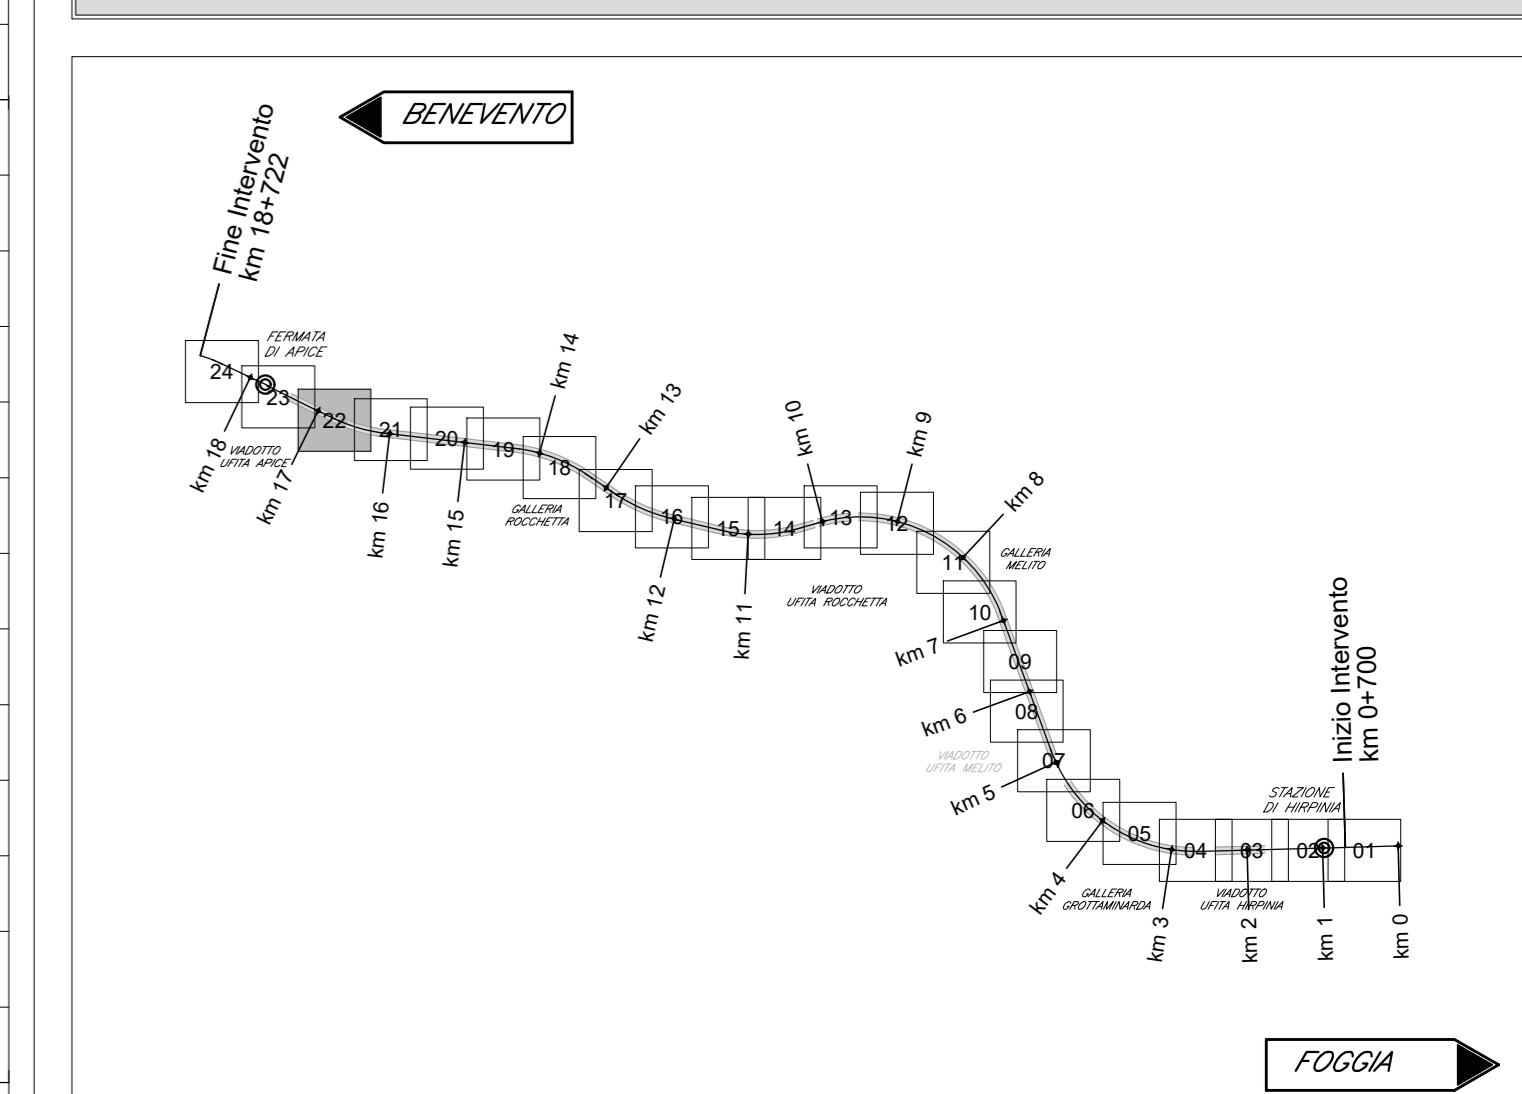 BENEVENTO
Fine Intervento
km 18+722
FERMATA
DI APICE
24
23
22
21
20
19
18
17
16
15
14
13
12
11
10
09
08
07
06
05
04
03
02
01
km 18
VIADOTTO
UFITA APICE
km 17
km 16
km 15
km 14
GALLERIA
ROCCHETTA
km 13
km 12
km 11
km 10
VIADOTTO
UFITA ROCCHETTA
km 9
km 8
GALLERIA
MELITO
km 7
km 6
VIADOTTO
UFITA MELITO
km 5
km 4
GALLERIA
GROTTAMINARDA
km 3
VIADOTTO
UFITA HIRPINIA
km 2
STAZIONE
DI HIRPINIA
km 1
Inizio Intervento
km 0+700
km 0
FOGGIA